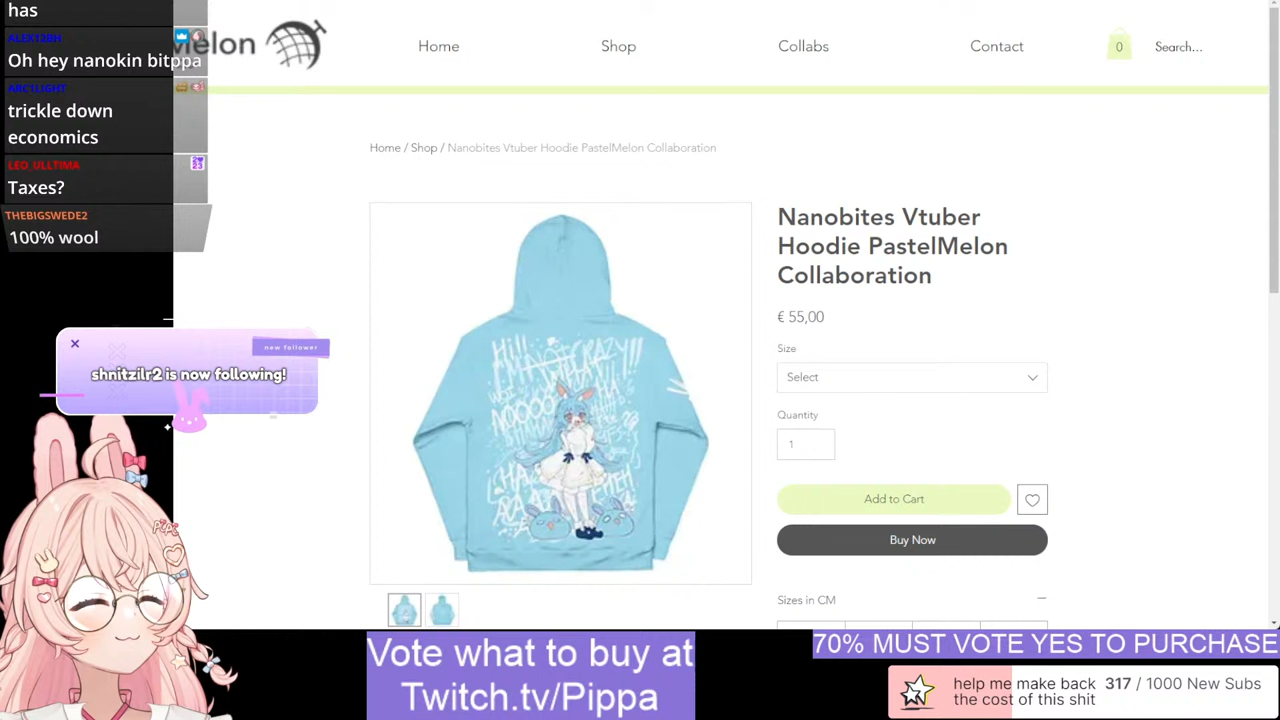 has
ALEX12BH
Oh hey nanokin bitppa
ARC1LIGHT
trickle down
economics
LEO_ULLTIMA
23
Taxes?
THEBIGSWEDE2
100% wool
new follower
shnitzilr2 is now following!
Pipi
Melon
Home
Shop
Collabs
Contact
0
Search...
Home / Shop / Nanobites Vtuber Hoodie PastelMelon Collaboration
Nanobites Vtuber
Hoodie PastelMelon
Collaboration
€ 55,00
Size
Select
Quantity
1
Add to Cart
Buy Now
Sizes in CM
Vote what to buy at
Twitch.tv/Pippa
70% MUST VOTE YES TO PURCHASE
help me make back 317 / 1000 New Subs
the cost of this shit